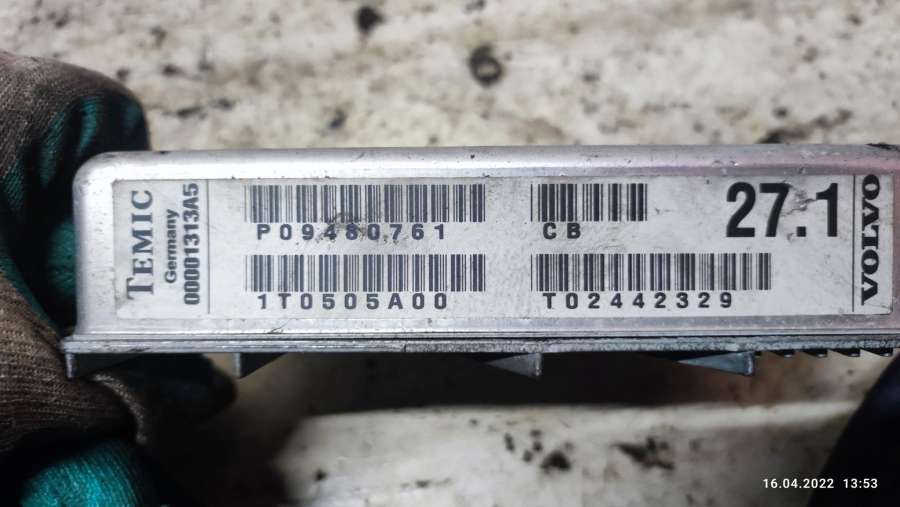 TEMIC
Germany
00001313A5
P09480761
CB
27.1
VOLVO
1T0505A00
T02442329
16.04.2022 13:53